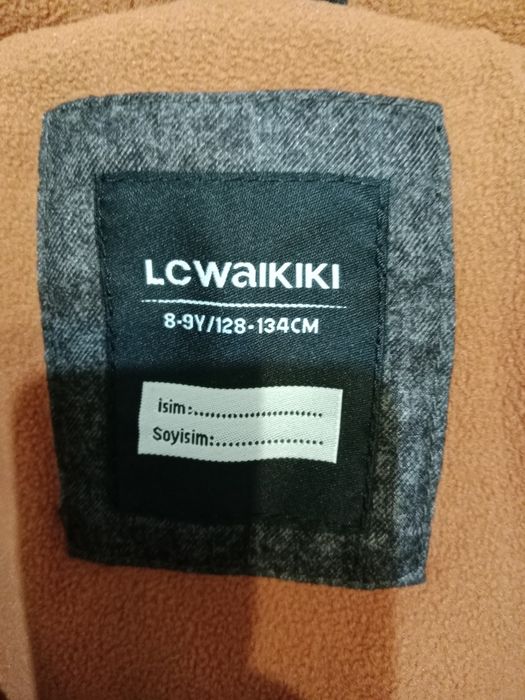 LCWAIKIKI
8-9Y/128-134CM
isim:......................
Soyisim:..................